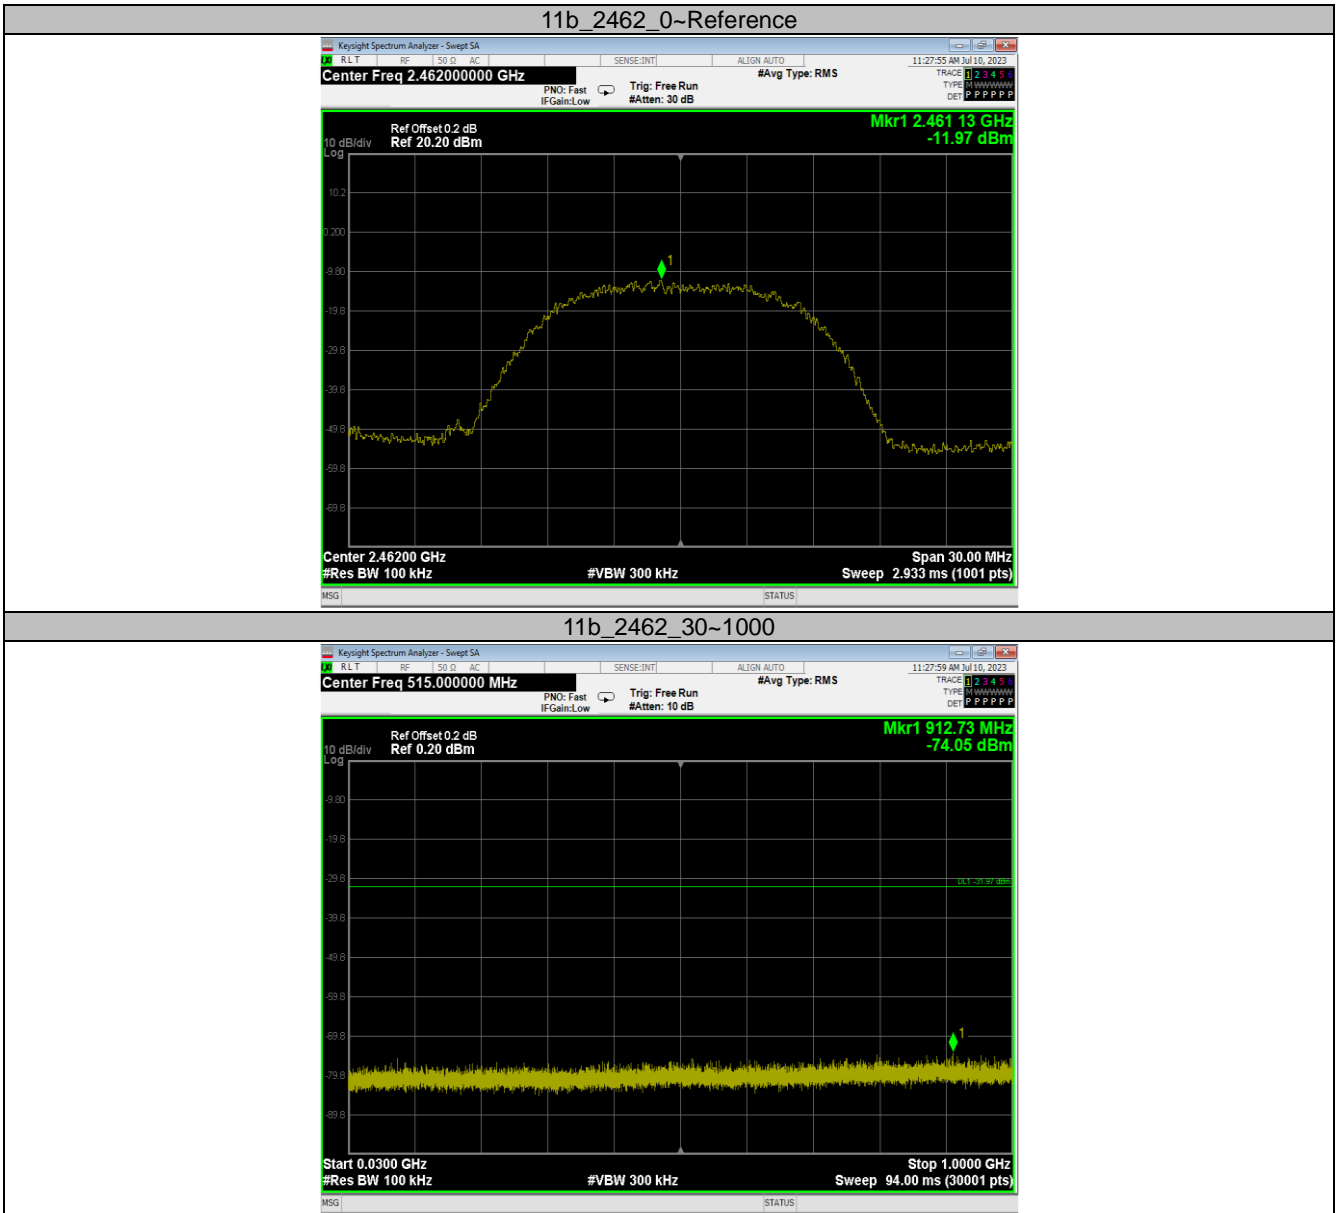 11b_2462_0~Reference
Keysight Spectrum Analyzer - Swept SA
RLT RF 50 Ω AC SENSE:INT ALIGN AUTO 11:27:55 AM Jul 10, 2023
Center Freq 2.462000000 GHz #Avg Type: RMS TRACE 1 2 3 4 5 6
PNO: Fast Trig: Free Run TYPE M WWWWW
IFGain:Low #Atten: 30 dB DET P P P P P P
Mkr1 2.461 13 GHz
Ref Offset 0.2 dB
10 dB/div Ref 20.20 dBm -11.97 dBm
Log
10.2
0.200
1
-9.80
-19.8
-29.8
-39.8
-49.8
-59.8
-69.8
Center 2.46200 GHz Span 30.00 MHz
#Res BW 100 kHz #VBW 300 kHz Sweep 2.933 ms (1001 pts)
MSG STATUS
11b_2462_30~1000
Keysight Spectrum Analyzer - Swept SA
RLT RF 50 Ω AC SENSE:INT ALIGN AUTO 11:27:59 AM Jul 10, 2023
Center Freq 515.000000 MHz #Avg Type: RMS TRACE 1 2 3 4 5 6
PNO: Fast Trig: Free Run TYPE M WWWWW
IFGain:Low #Atten: 10 dB DET P P P P P P
Mkr1 912.73 MHz
Ref Offset 0.2 dB
10 dB/div Ref 0.20 dBm -74.05 dBm
Log
-9.80
-19.8
-29.8
DL1 -31.97 dBm
-39.8
-49.8
-59.8
-69.8
1
-79.8
-89.8
Start 0.0300 GHz Stop 1.0000 GHz
#Res BW 100 kHz #VBW 300 kHz Sweep 94.00 ms (30001 pts)
MSG STATUS